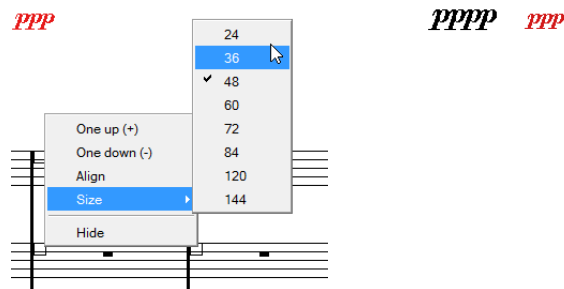 ppp
pppp ppp
24
36
48
60
72
84
120
144
One up (+)
One down (-)
Align
Size
Hide